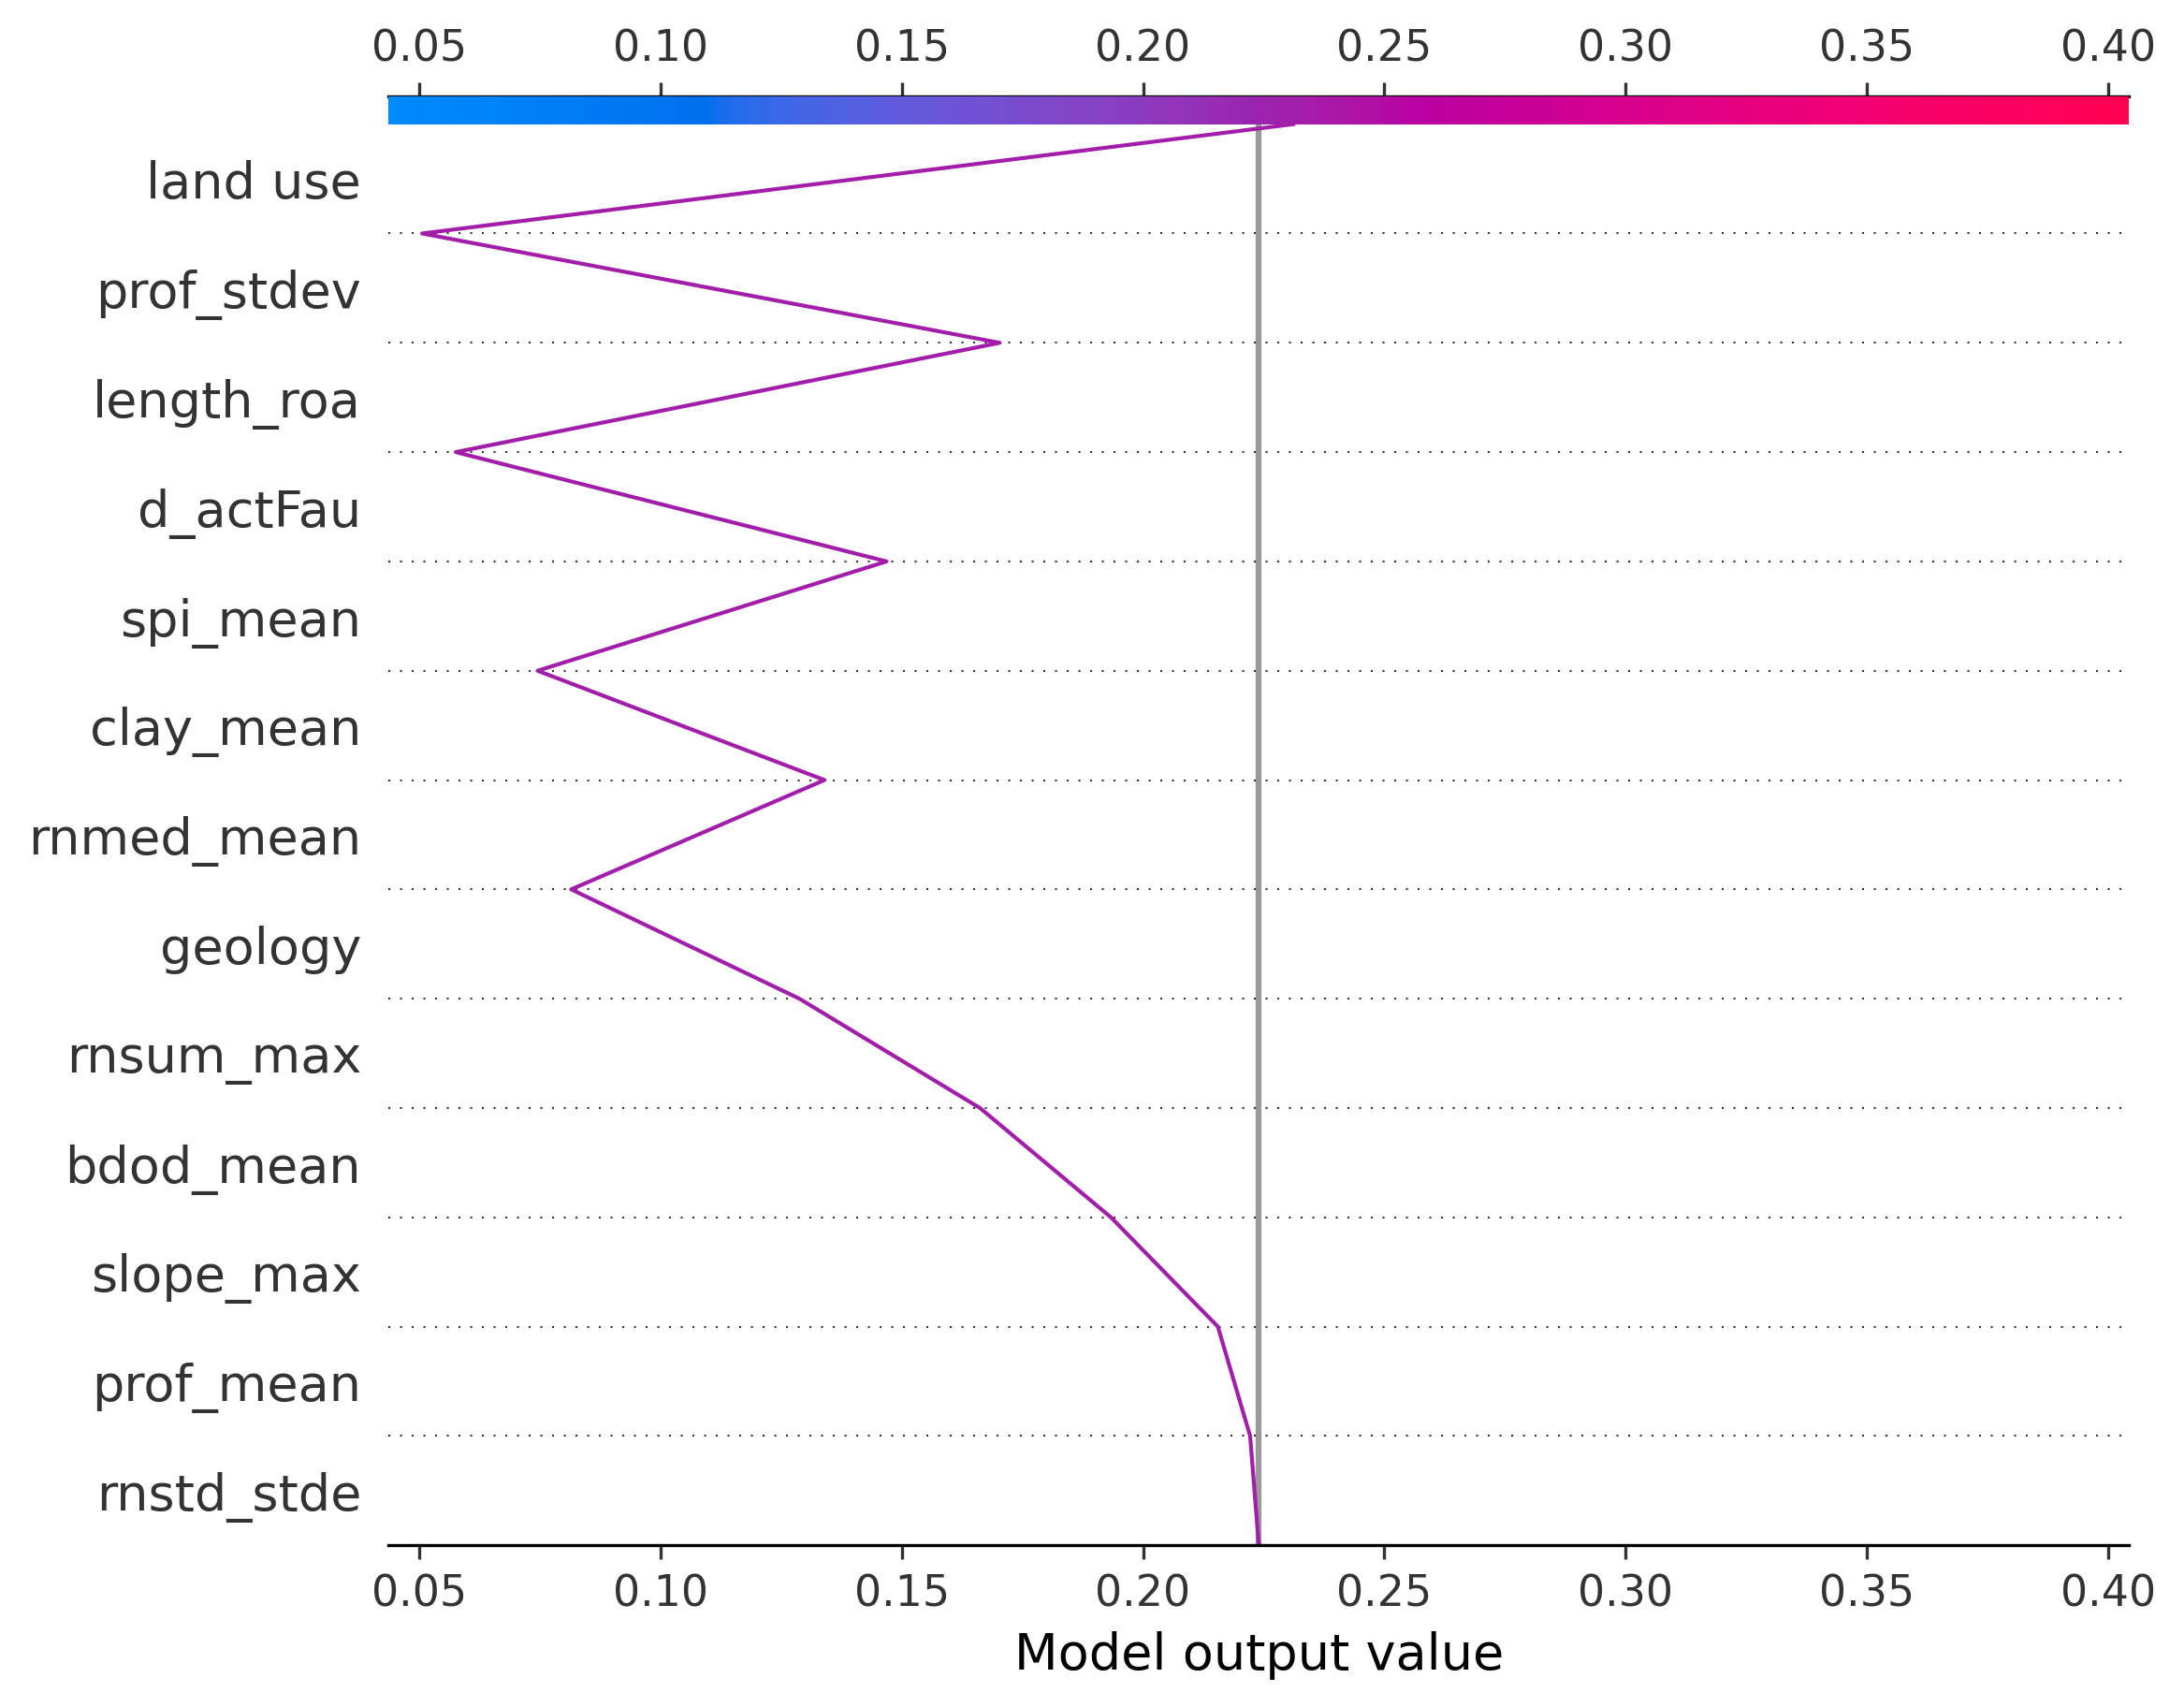 0.05 0.10 0.15 0.20 0.25 0.30 0.35 0.40
land use
prof_stdev
length_roa
d_actFau
spi_mean
clay_mean
rnmed_mean
geology
rnsum_max
bdod_mean
slope_max
prof_mean
rnstd_stde
0.05 0.10 0.15 0.20 0.25 0.30 0.35 0.40
Model output value